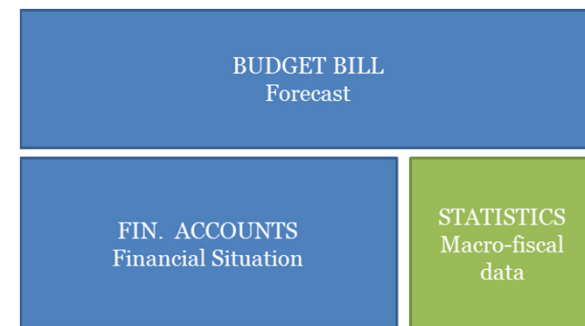 BUDGET BILL
Forecast
FIN. ACCOUNTS
Financial Situation
STATISTICS
Macro-fiscal
data